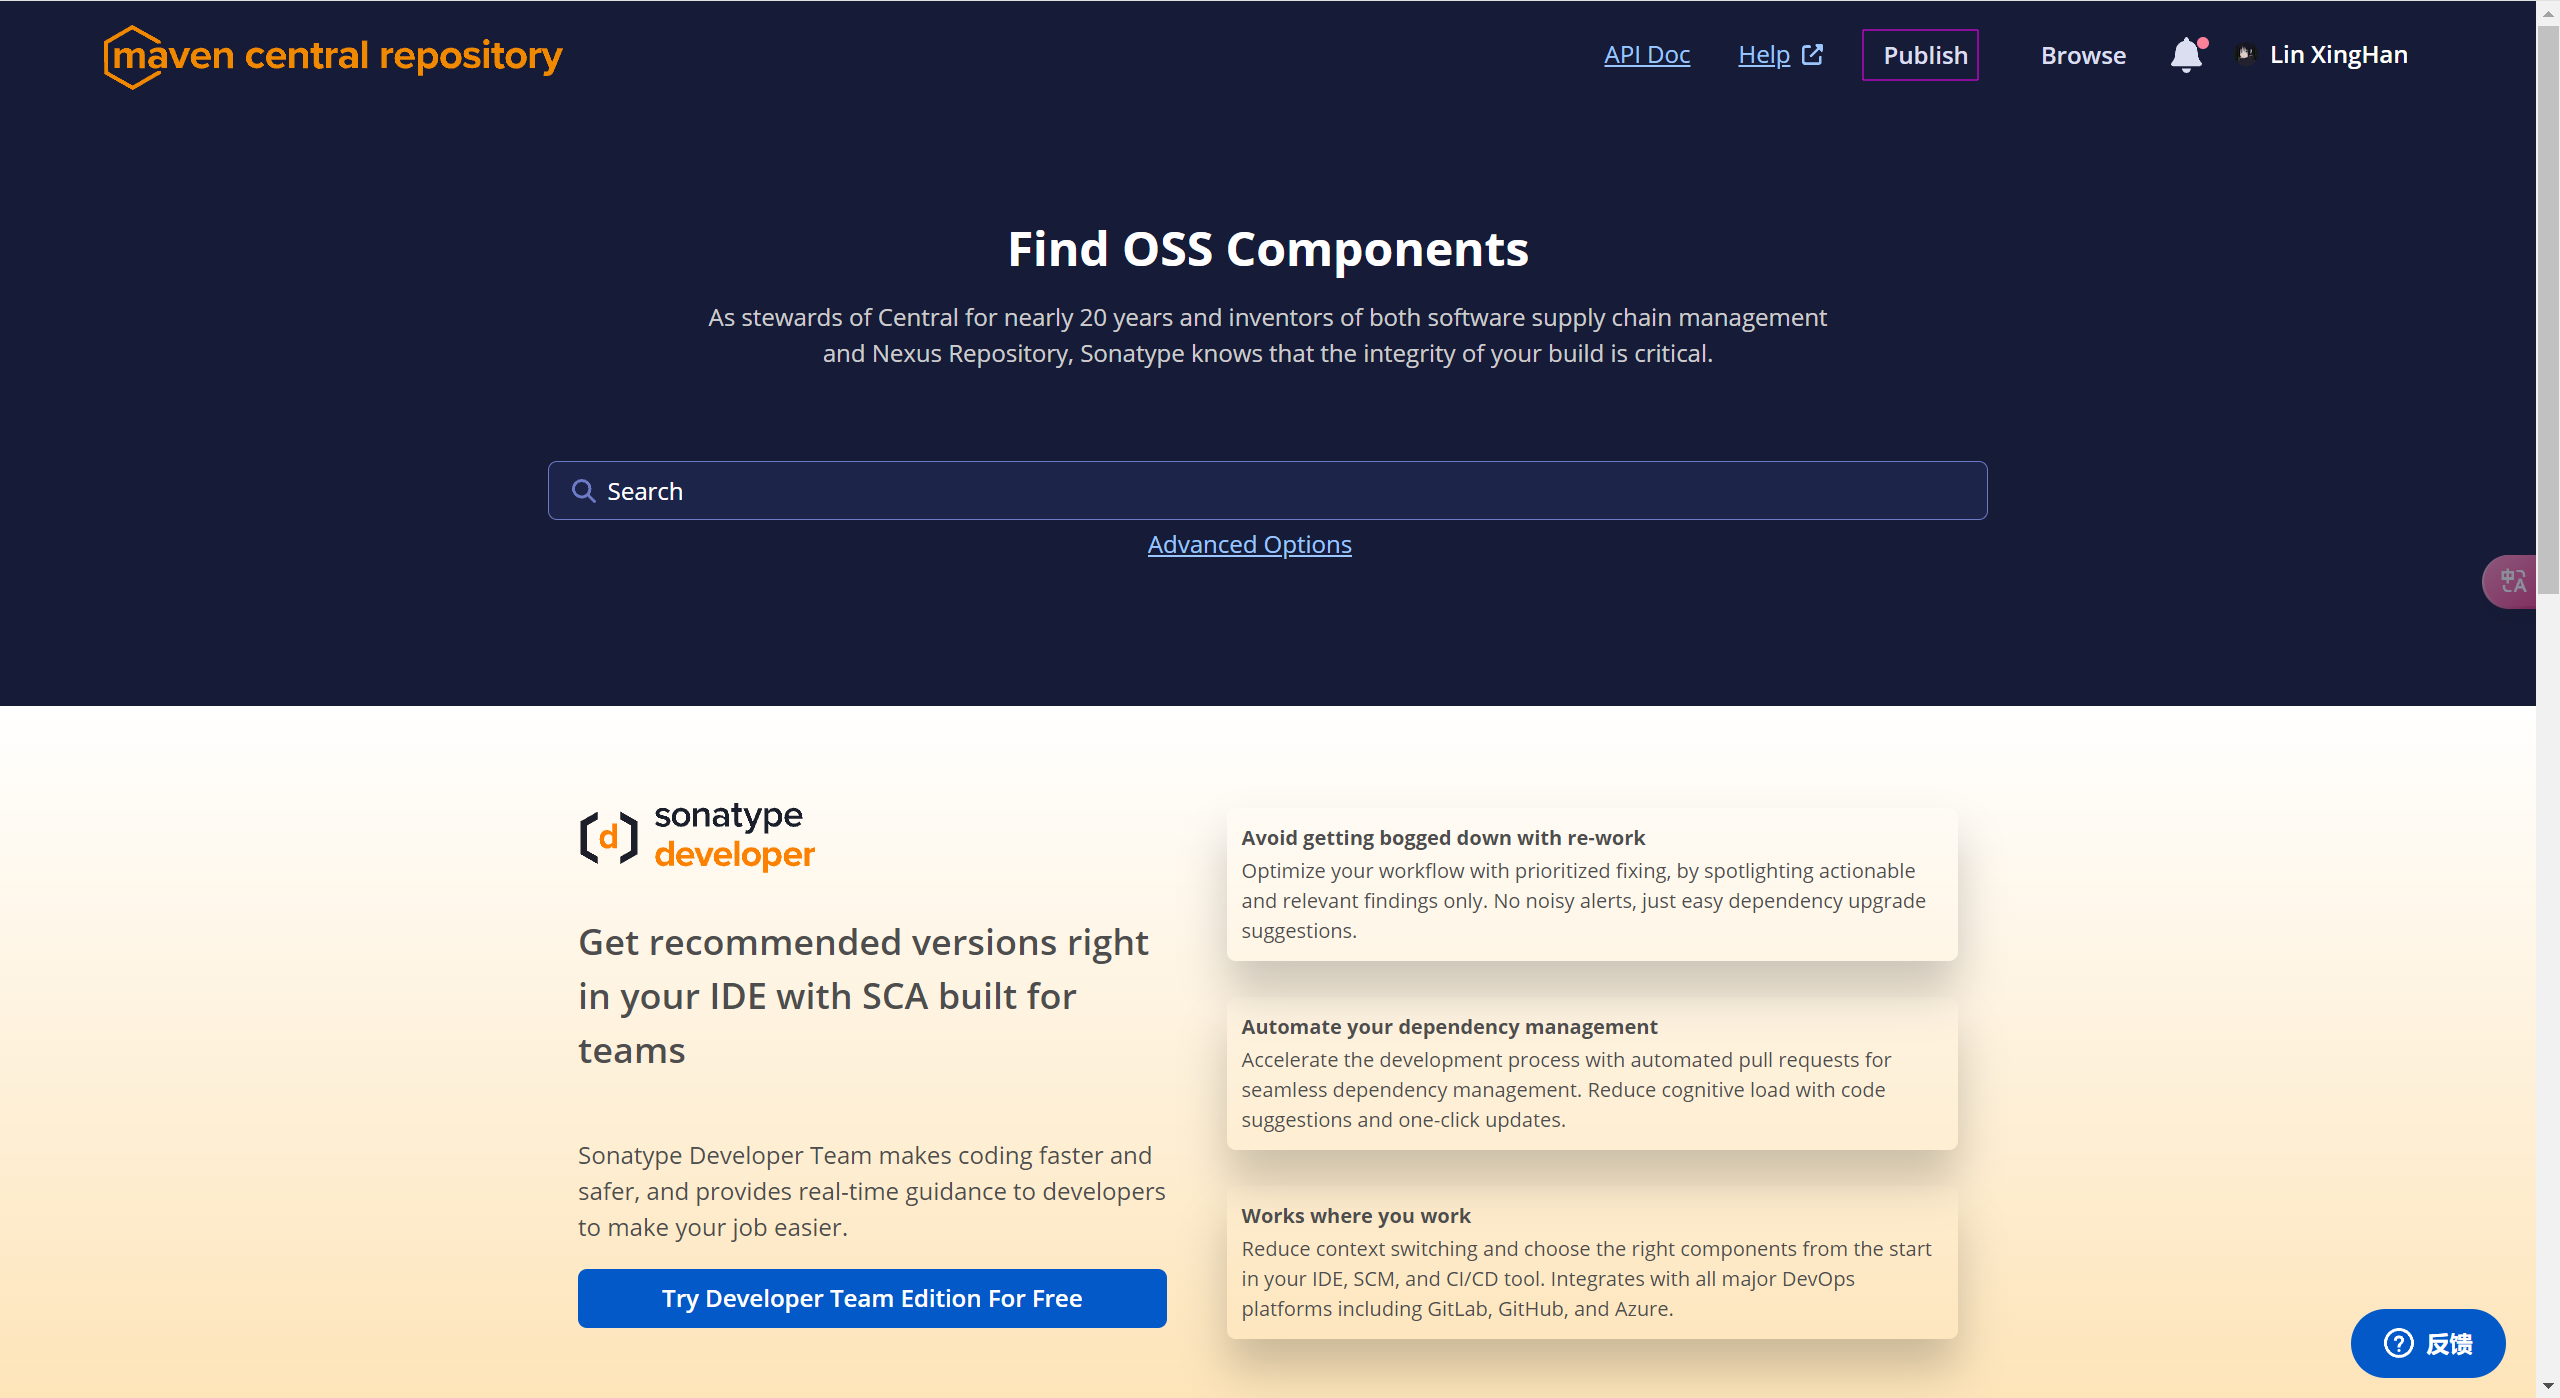 maven central repository
API Doc
Help
Publish
Browse
Lin XingHan
Find OSS Components
As stewards of Central for nearly 20 years and inventors of both software supply chain management
and Nexus Repository, Sonatype knows that the integrity of your build is critical.
Search
Advanced Options
中A
sonatype
d
developer
Get recommended versions right
in your IDE with SCA built for
teams
Sonatype Developer Team makes coding faster and
safer, and provides real-time guidance to developers
to make your job easier.
Try Developer Team Edition For Free
Avoid getting bogged down with re-work
Optimize your workflow with prioritized fixing, by spotlighting actionable
and relevant findings only. No noisy alerts, just easy dependency upgrade
suggestions.
Automate your dependency management
Accelerate the development process with automated pull requests for
seamless dependency management. Reduce cognitive load with code
suggestions and one-click updates.
Works where you work
Reduce context switching and choose the right components from the start
in your IDE, SCM, and CI/CD tool. Integrates with all major DevOps
platforms including GitLab, GitHub, and Azure.
? 反馈